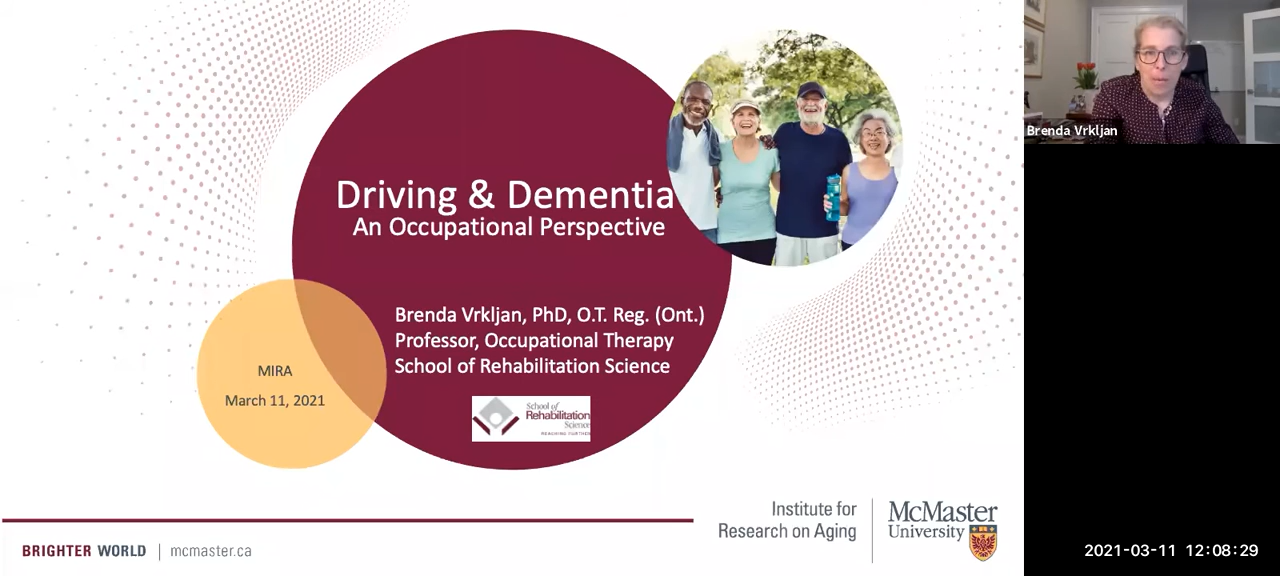 Driving & Dementia
An Occupational Perspective
Brenda Vrkljan, PhD, O.T. Reg. (Ont.)
Professor, Occupational Therapy
School of Rehabilitation Science
MIRA
March 11, 2021
School of
Rehabilitation
Science
REACHING FURTHER
Institute for
Research on Aging
McMaster
University
BRIGHTER WORLD | mcmaster.ca
Brenda Vrkljan
2021-03-11 12:08:29